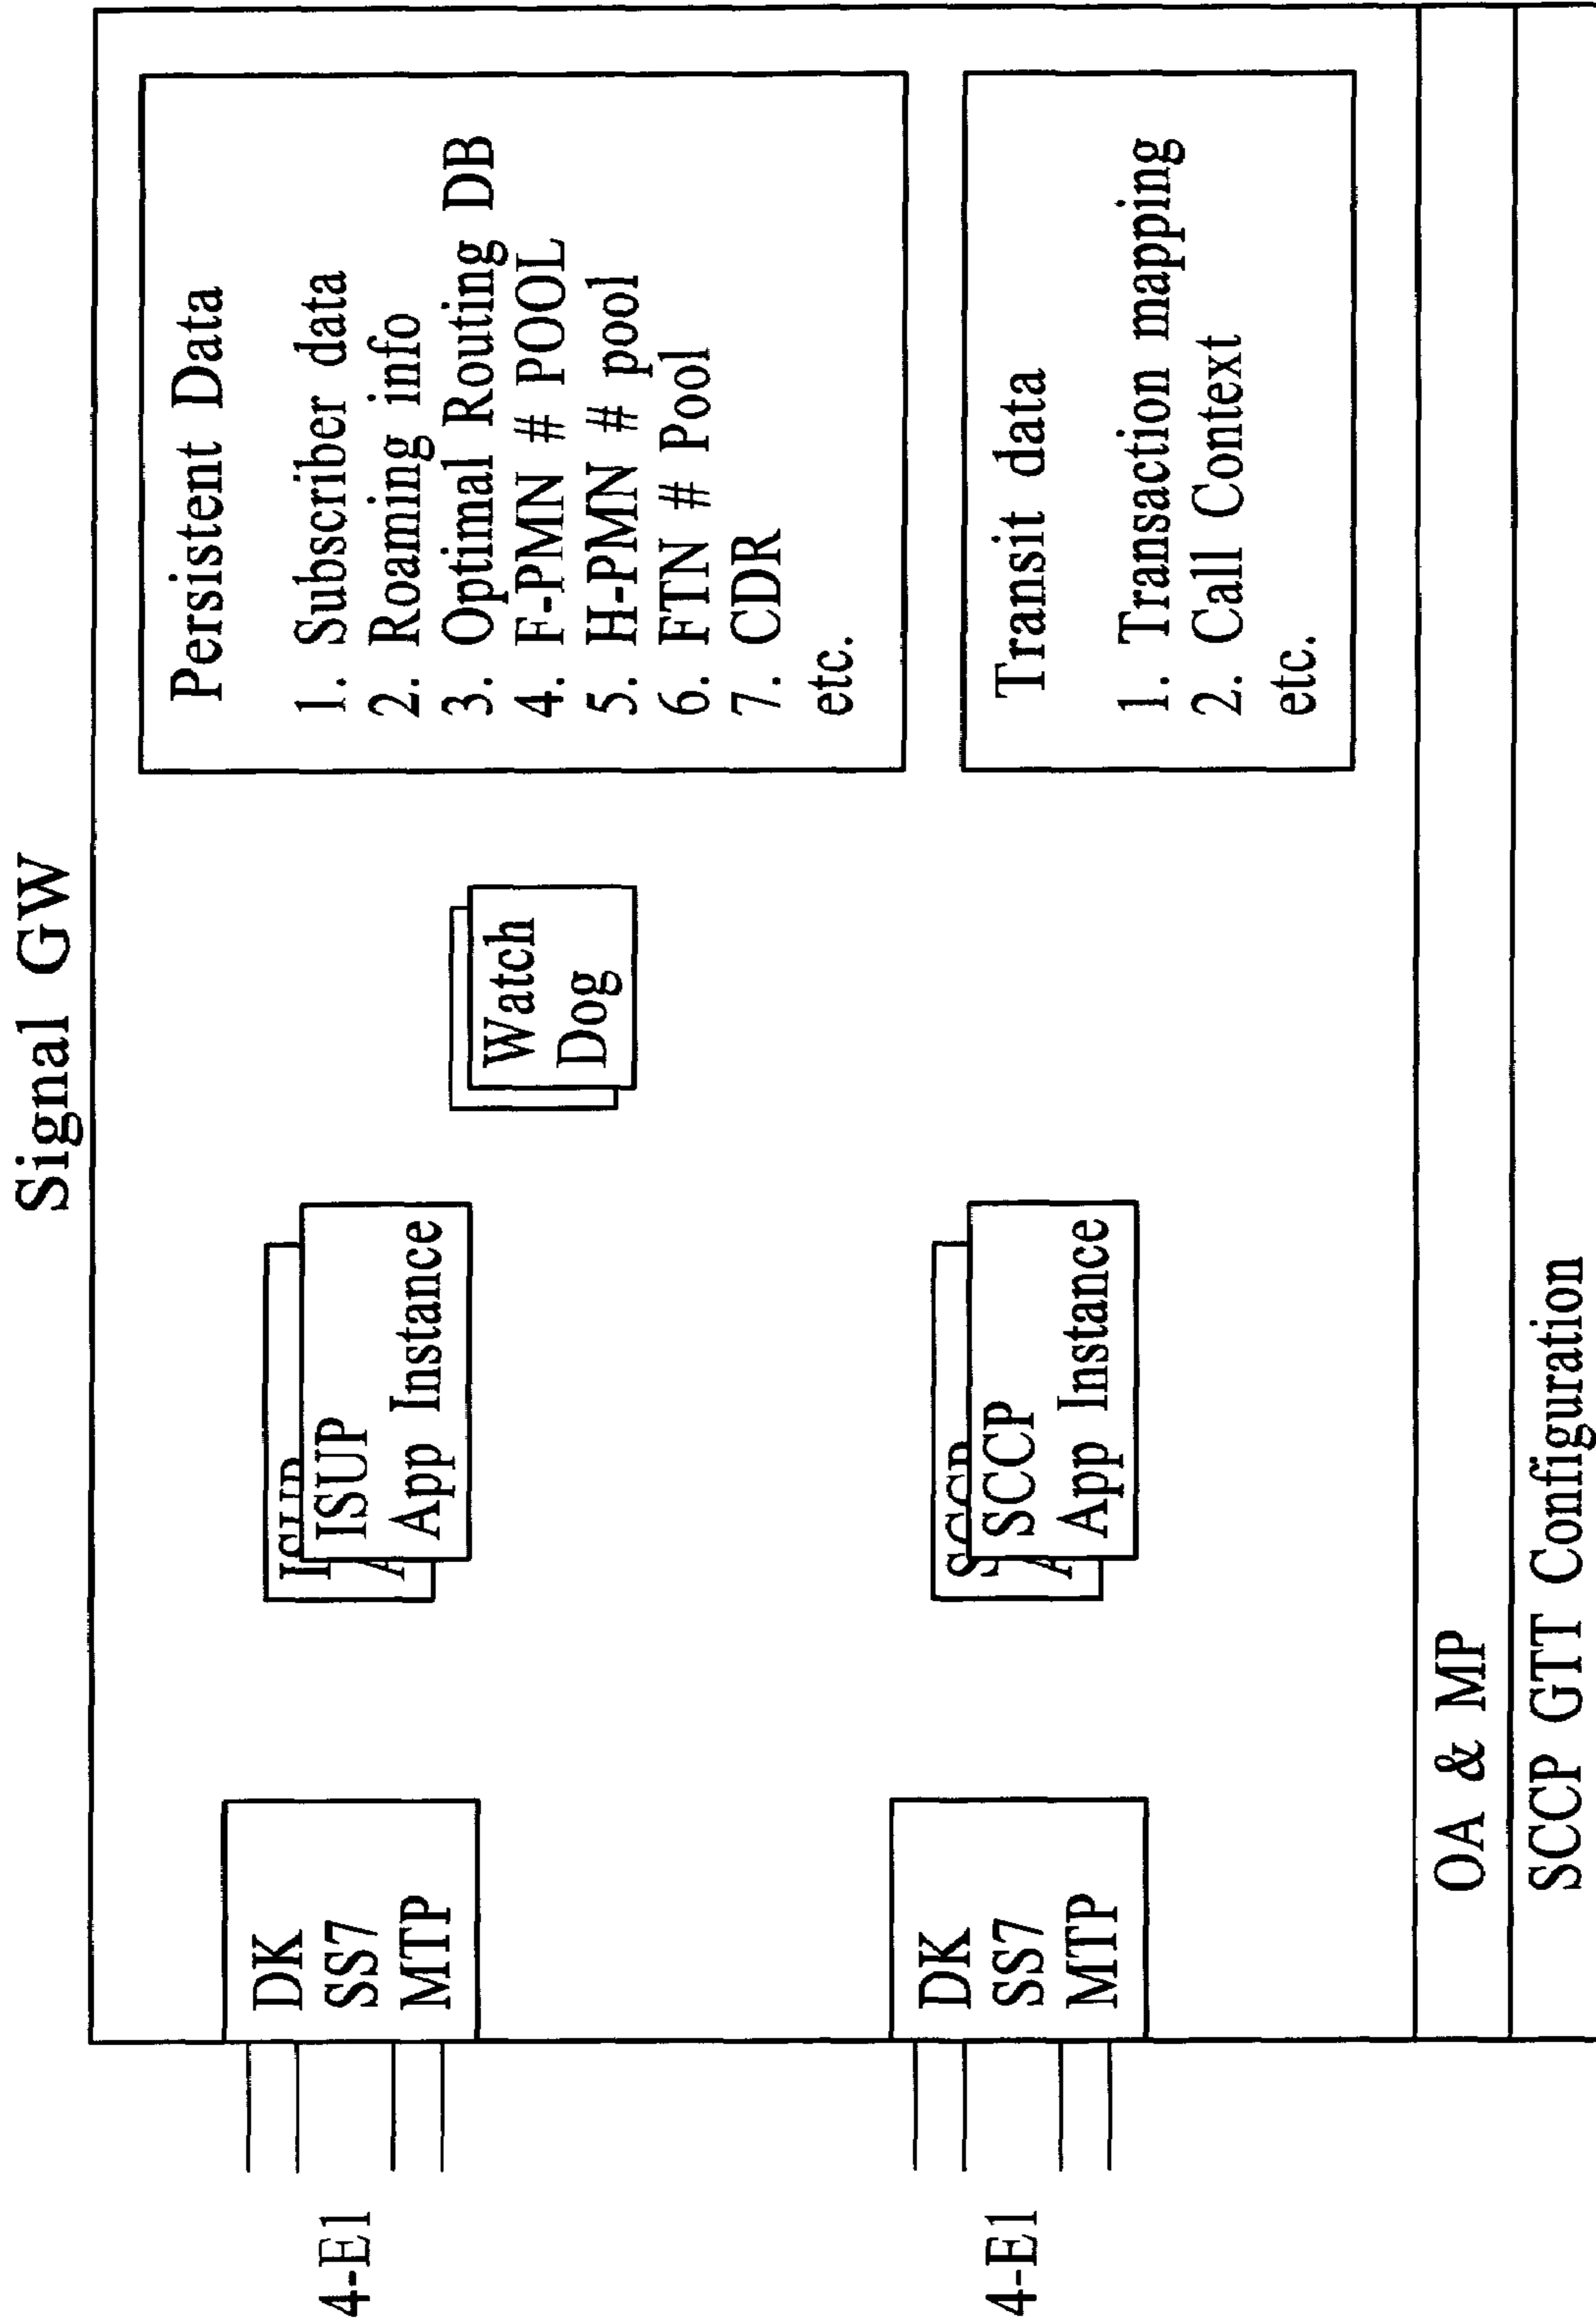 Signal GW
4-E1
DK
SS7
MTP
ISUP
App Instance
Watch
Dog
Persistent Data
1. Subscriber data
2. Roaming info
3. Optimal Routing DB
4. F-PMN # POOL
5. H-PMN # pool
6. FTN # Pool
7. CDR
etc.
4-E1
DK
SS7
MTP
SCCP
App Instance
Transit data
1. Transaction mapping
2. Call Context
etc.
OA & MP
SCCP GTT Configuration